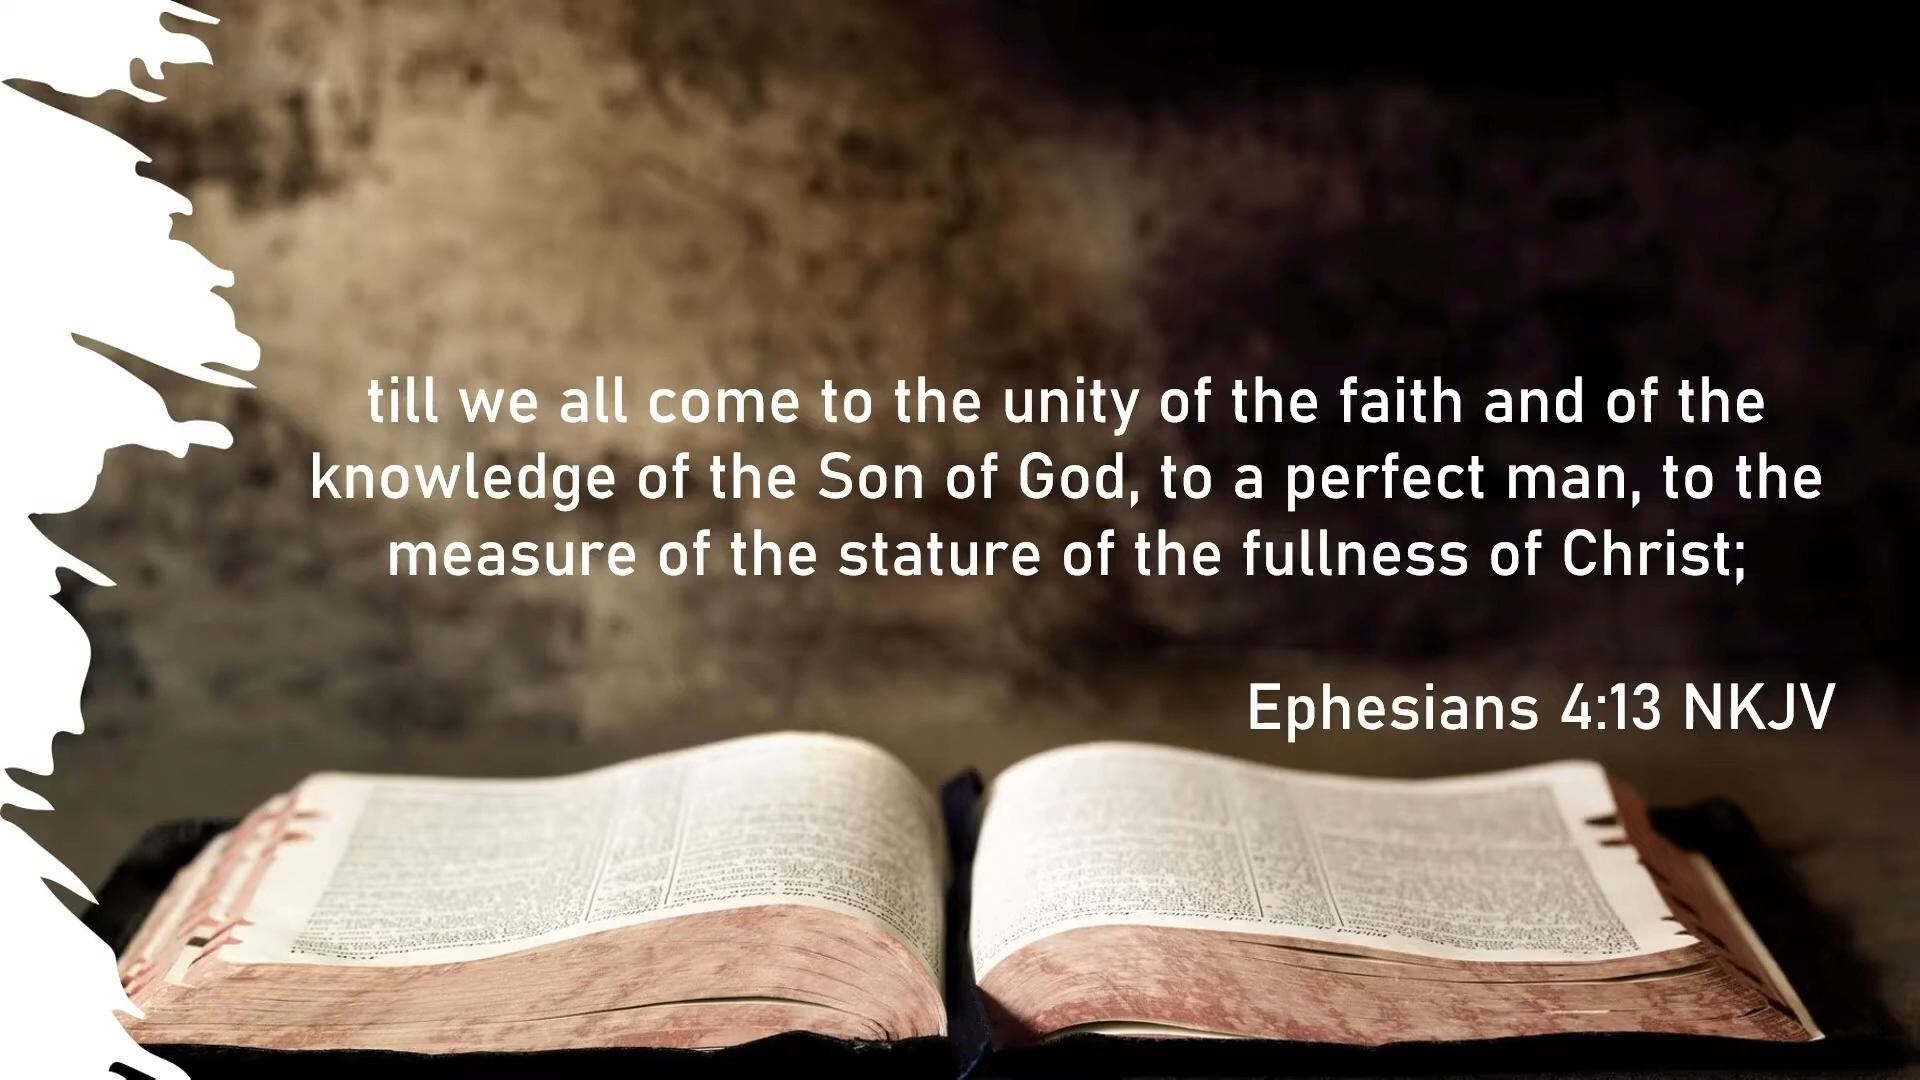 till we all come to the unity of the faith and of the
knowledge of the Son of God, to a perfect man, to the
measure of the stature of the fullness of Christ;
Ephesians 4:13 NKJV